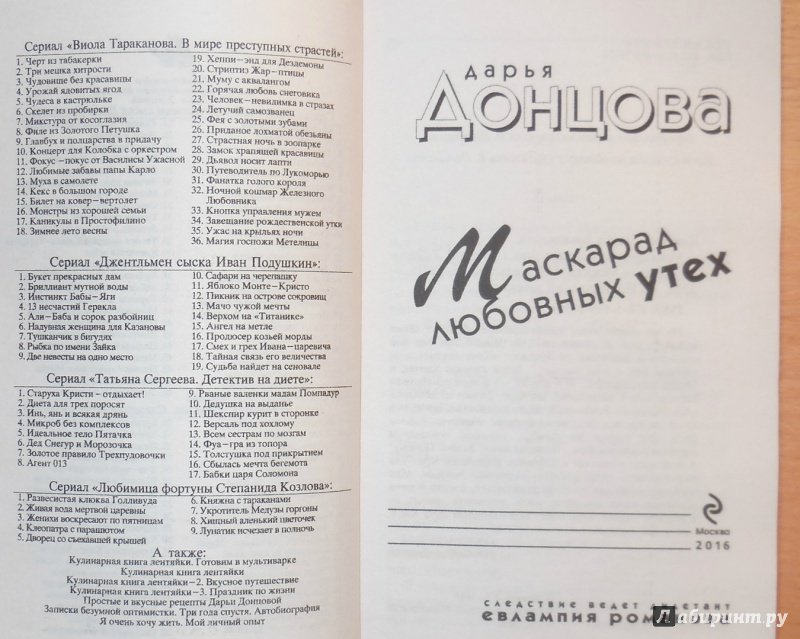 Сериал «Виола Тараканова. В мире преступных страстей»:
1. Черт из табакерки
2. Три мешка хитрости
3. Чудовище без красавицы
4. Урожай ядовитых ягод
5. Чудеса в кастрюльке
6. Скелет из пробирки
7. Микстура от косоглазия
8. Филе из Золотого Петушка
9. Главбух и полцарства в придачу
10. Концерт для Колобка с оркестром
11. Фокус-покус от Василисы Ужасной
12. Любимые забавы папы Карло
13. Муха в самолете
14. Кекс в большом городе
15. Билет на ковер-вертолет
16. Монстры из хорошей семьи
17. Каникулы в Простофилино
18. Зимнее лето весны
19. Хеппи-энд для Дездемоны
20. Стриптиз Жар-птицы
21. Муму с аквалангом
22. Горячая любовь снеговика
23. Человек-невидимка в стразах
24. Летучий самозванец
25. Фея с золотыми зубами
26. Приданое лохматой обезьяны
27. Страстная ночь в зоопарке
28. Замок храпящей красавицы
29. Дьявол носит лапти
30. Путеводитель по Лукоморью
31. Фанатка голого короля
32. Ночной кошмар Железного
Любовника
33. Кнопка управления мужем
34. Завещание рождественской утки
35. Ужас на крыльях ночи
36. Магия госпожи Метелицы
Сериал «Джентльмен сыска Иван Подушкин»:
1. Букет прекрасных дам
2. Бриллиант мутной воды
3. Инстинкт Бабы-Яги
4. 13 несчастий Геракла
5. Али-Баба и сорок разбойниц
6. Надувная женщина для Казановы
7. Тушканчик в бигудях
8. Рыбка по имени Зайка
9. Две невесты на одно место
10. Сафари на черепашку
11. Яблоко Монте-Кристо
12. Пикник на острове сокровищ
13. Мачо чужой мечты
14. Верхом на «Титанике»
15. Ангел на метле
16. Продюсер козьей морды
17. Смех и грех Ивана-царевича
18. Тайная связь его величества
19. Судьба найдет на сеновале
Сериал «Татьяна Сергеева. Детектив на диете»:
1. Старуха Кристи – отдыхает!
2. Диета для трех поросят
3. Инь, янь и всякая дрянь
4. Микроб без комплексов
5. Идеальное тело Пятачка
6. Дед Снегур и Морозочка
7. Золотое правило Трехпудовочки
8. Агент 013
9. Рваные валенки мадам Помпадур
10. Дедушка на выданье
11. Шекспир курит в сторонке
12. Версаль под хохлому
13. Всем сестрам по мозгам
14. Фуа-гра из топора
15. Толстушка под прикрытием
16. Сбылась мечта бегемота
17. Бабки царя Соломона
Сериал «Любимица фортуны Степанида Козлова»:
1. Развесистая клюква Голливуда
2. Живая вода мертвой царевны
3. Женихи воскресают по пятницам
4. Клеопатра с парашютом
5. Дворец со съехавшей крышей
6. Княжна с тараканами
7. Укротитель Медузы горгоны
8. Хищный аленький цветочек
9. Лунатик исчезает в полночь
А также:
Кулинарная книга лентяйки. Готовим в мультиварке
Кулинарная книга лентяйки
Кулинарная книга лентяйки-2. Вкусное путешествие
Кулинарная книга лентяйки-3. Праздник по жизни
Простые и вкусные рецепты Дарьи Донцовой
Записки безумной оптимистки. Три года спустя. Автобиография
Я очень хочу жить. Мой личный опыт
дарья
Донцова
Маскарад
любовных утех
Москва
2016
следствие ведет
евлампия
Лабиринт.ру